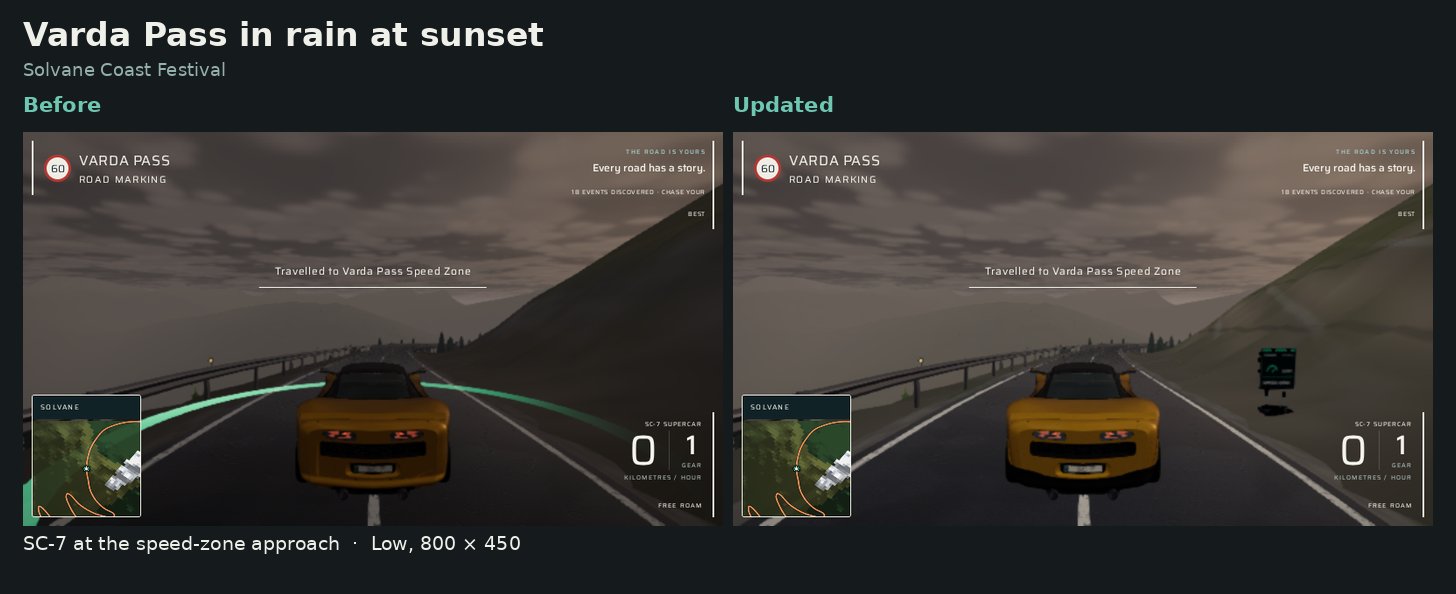 Varda Pass in rain at sunset
Solvane Coast Festival
Before
60
VARDA PASS
ROAD MARKING
THE ROAD IS YOURS
Every road has a story.
18 EVENTS DISCOVERED · CHASE YOUR
BEST
Travelled to Varda Pass Speed Zone
SOLVANE
SC-7 SUPERCAR
0
1
GEAR
KILOMETRES / HOUR
FREE ROAM
Updated
60
VARDA PASS
ROAD MARKING
THE ROAD IS YOURS
Every road has a story.
18 EVENTS DISCOVERED · CHASE YOUR
BEST
Travelled to Varda Pass Speed Zone
SOLVANE
SC-7 SUPERCAR
0
1
GEAR
KILOMETRES / HOUR
FREE ROAM
SC-7 at the speed-zone approach · Low, 800 × 450